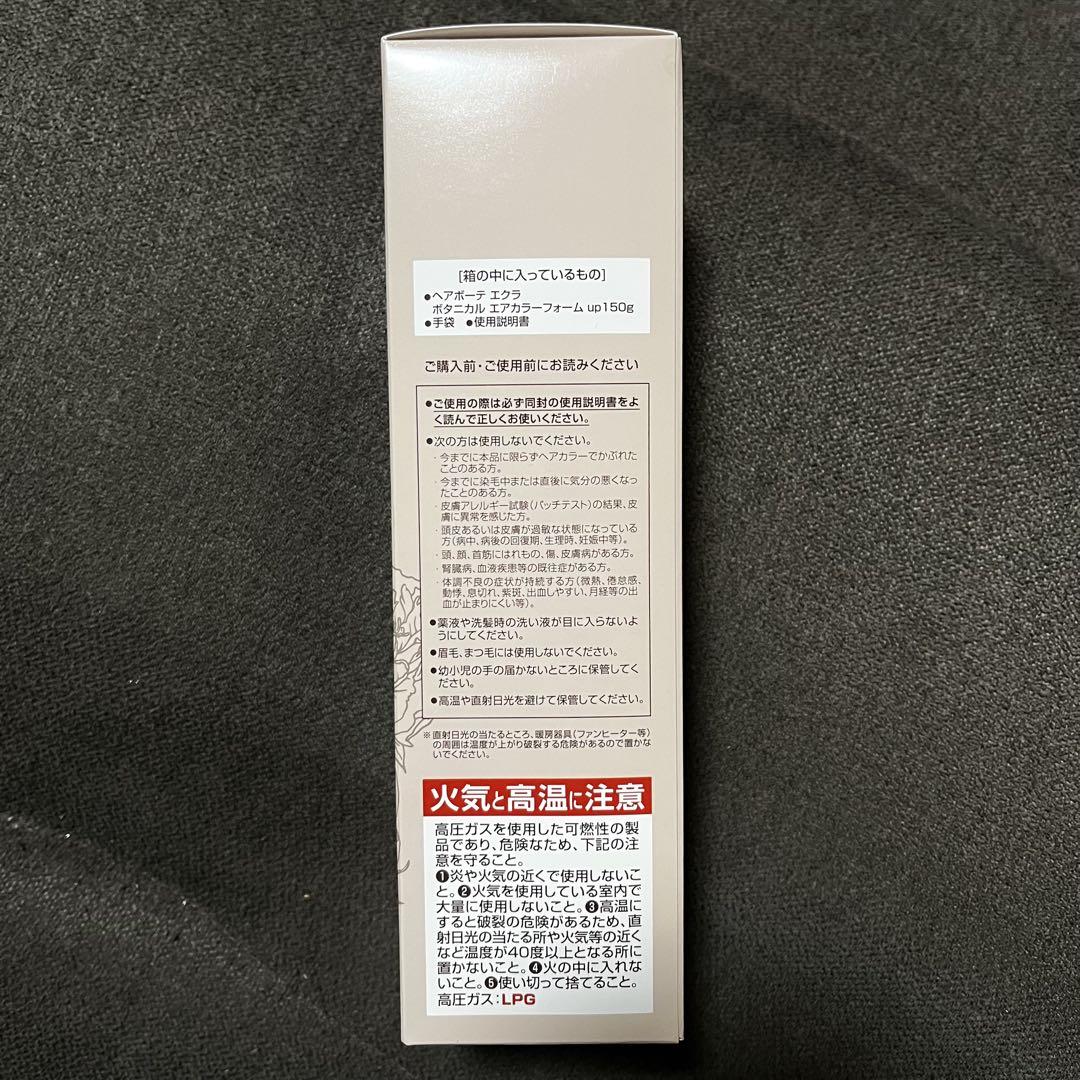 [箱の中に入っているもの]
●ヘアボーテ エクラ
ボタニカル エアカラーフォーム up150g
●手袋 ●使用説明書
ご購入前・ご使用前にお読みください
●ご使用の際は必ず同封の使用説明書をよ
く読んで正しくお使いください。
●次の方は使用しないでください。
・今までに本品に限らずヘアカラーでかぶれた
ことのある方。
・今までに染毛中または直後に気分の悪くなっ
たことのある方。
・皮膚アレルギー試験(パッチテスト)の結果、皮
膚に異常を感じた方。
・頭皮あるいは皮膚が過敏な状態になっている
方(病中、病後の回復期、生理時、妊娠中等)。
・頭、顔、首筋にはれもの、傷、皮膚病がある方。
・腎臓病、血液疾患等の既往症がある方。
・体調不良の症状が持続する方(微熱、倦怠感、
動悸、息切れ、紫斑、出血しやすい、月経等の出
血が止まりにくい等)。
●薬液や洗髪時の洗い液が目に入らないよ
うにしてください。
●眉毛、まつ毛には使用しないでください。
●幼小児の手の届かないところに保管してく
ださい。
●高温や直射日光を避けて保管してください。
※直射日光の当たるところ、暖房器具(ファンヒーター等)
の周囲は温度が上がり破裂する危険があるので置かな
いでください。
火気と高温に注意
高圧ガスを使用した可燃性の製
品であり、危険なため、下記の注
意を守ること。
❶炎や火気の近くで使用しないこ
と。❷火気を使用している室内で
大量に使用しないこと。❸高温に
すると破裂の危険があるため、直
射日光の当たる所や火気等の近く
など温度が40度以上となる所に
置かないこと。❹火の中に入れな
いこと。❺使い切って捨てること。
高圧ガス:LPG